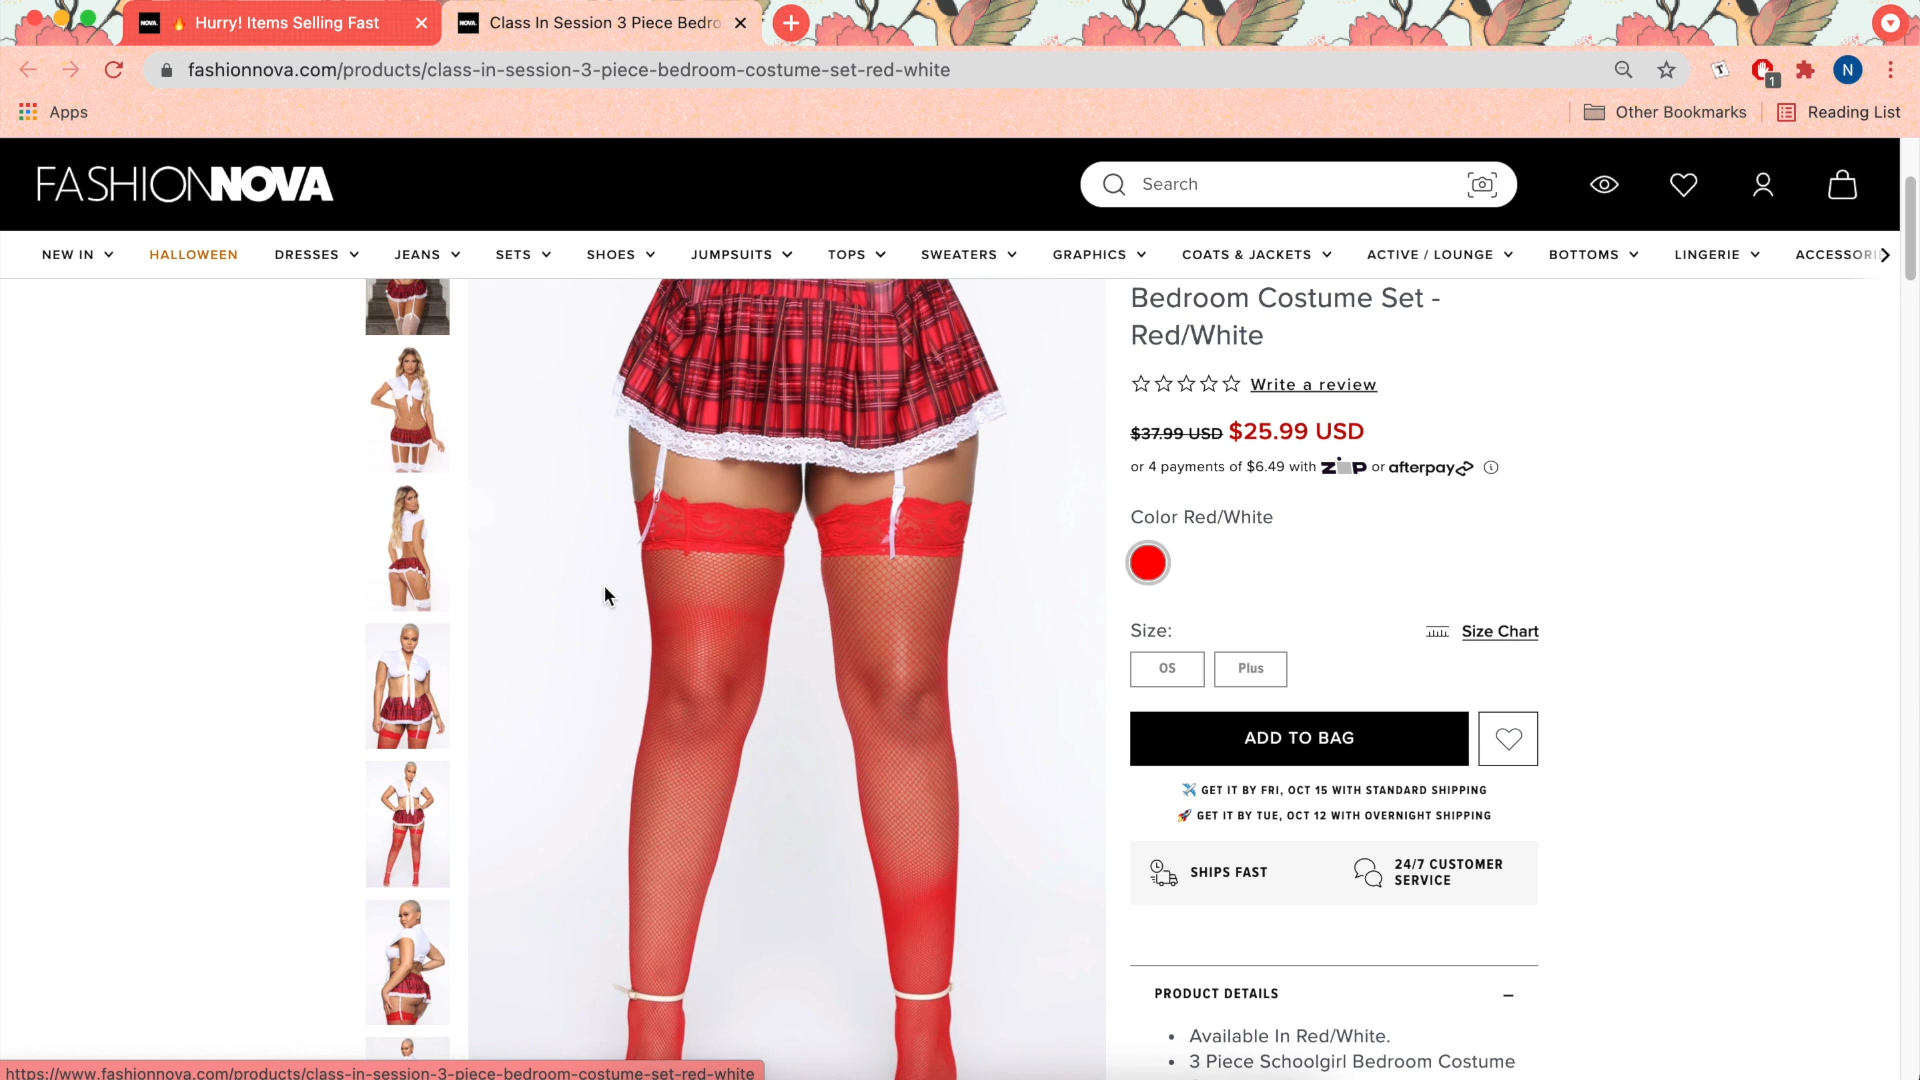 NOVA. 🔥 Hurry! Items Selling Fast
NOVA. Class In Session 3 Piece Bedro
fashionnova.com/products/class-in-session-3-piece-bedroom-costume-set-red-white
1
N
Apps
Other Bookmarks
Reading List
FASHIONNOVA
Search
NEW IN HALLOWEEN DRESSES JEANS SETS SHOES JUMPSUITS TOPS SWEATERS GRAPHICS COATS & JACKETS ACTIVE / LOUNGE BOTTOMS LINGERIE ACCESSORI
Bedroom Costume Set -
Red/White
Write a review
$37.99 USD $25.99 USD
or 4 payments of $6.49 with ZIP or afterpay
Color Red/White
Size:
Size Chart
OS Plus
ADD TO BAG
✈️ GET IT BY FRI, OCT 15 WITH STANDARD SHIPPING
🚀 GET IT BY TUE, OCT 12 WITH OVERNIGHT SHIPPING
SHIPS FAST
24/7 CUSTOMER
SERVICE
PRODUCT DETAILS
• Available In Red/White.
• 3 Piece Schoolgirl Bedroom Costume
https://www.fashionnova.com/products/class-in-session-3-piece-bedroom-costume-set-red-white